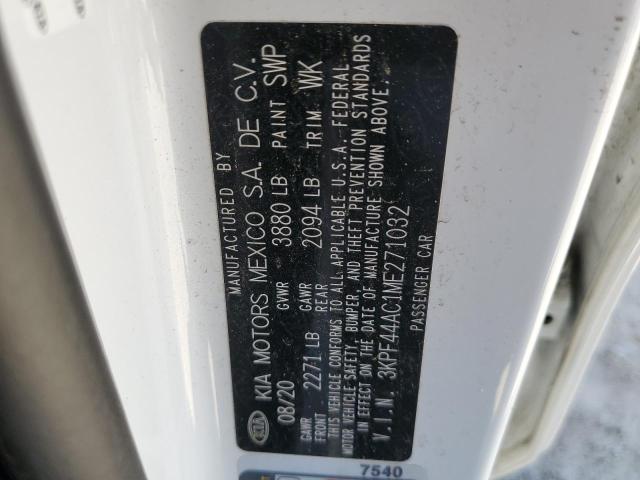 MANUFACTURED BY
KIA KIA MOTORS MEXICO S.A. DE C.V.
08/20 GVWR 3880 LB PAINT SWP
GAWR FRONT 2271 LB GAWR REAR 2094 LB TRIM WK
THIS VEHICLE CONFORMS TO ALL APPLICABLE U.S.A. FEDERAL
MOTOR VEHICLE SAFETY, BUMPER, AND THEFT PREVENTION STANDARDS
IN EFFECT ON THE DATE OF MANUFACTURE SHOWN ABOVE.
V.I.N. 3KPF44AC1ME271032
PASSENGER CAR
7540